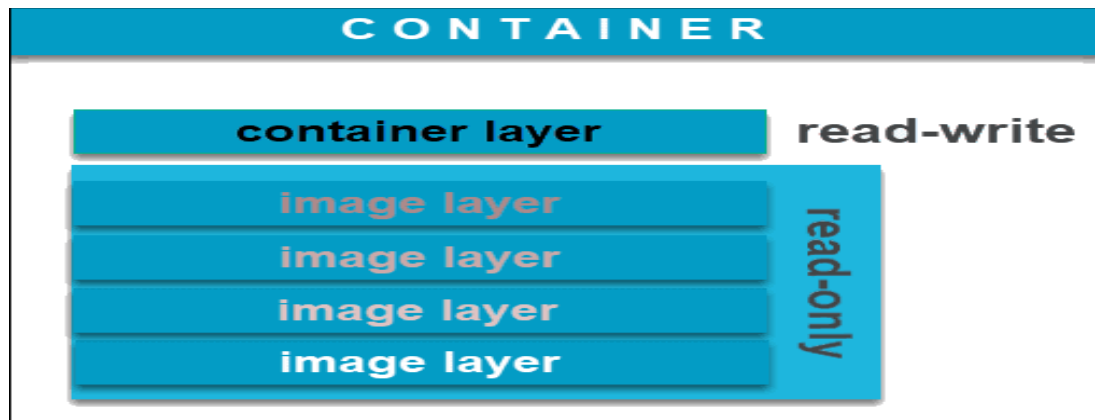 CONTAINER
container layer
read-write
image layer
image layer
image layer
image layer
read-only